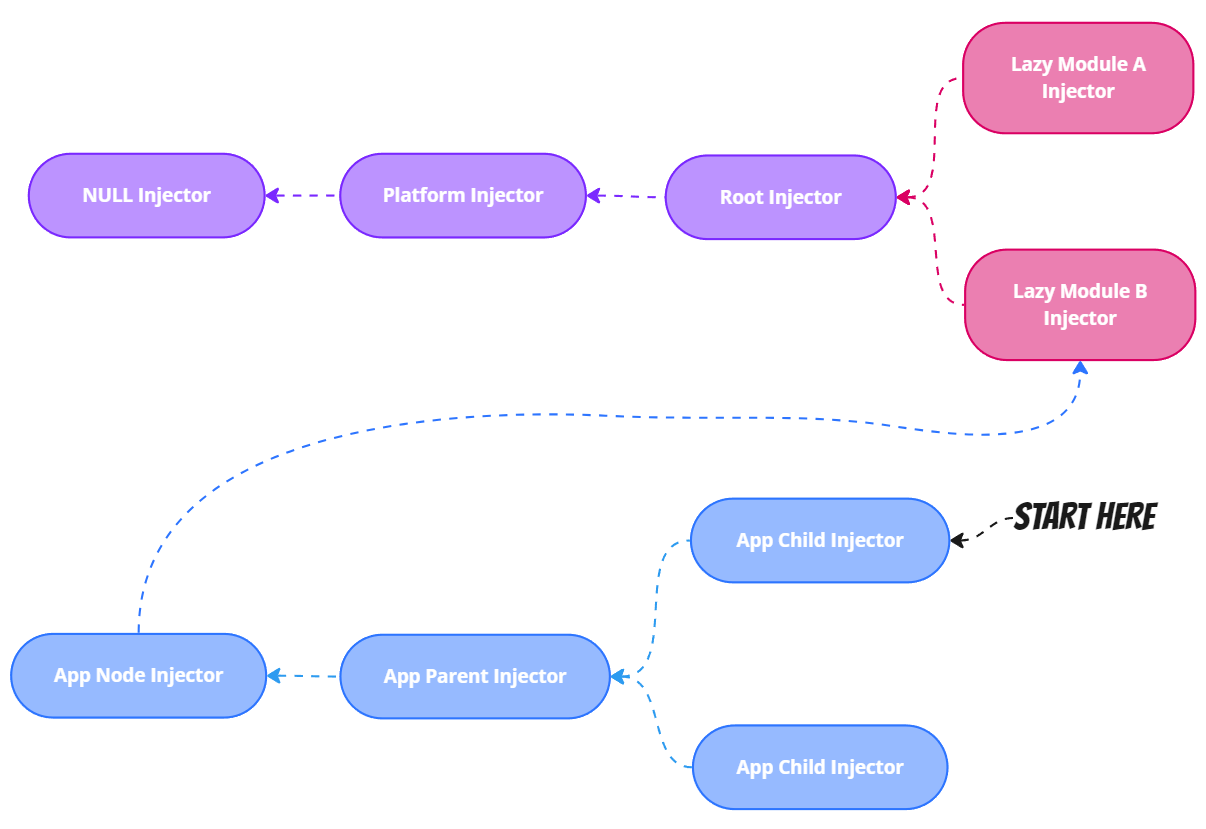 Lazy Module A
Injector
NULL Injector
Platform Injector
Root Injector
Lazy Module B
Injector
START HERE
App Child Injector
App Node Injector
App Parent Injector
App Child Injector